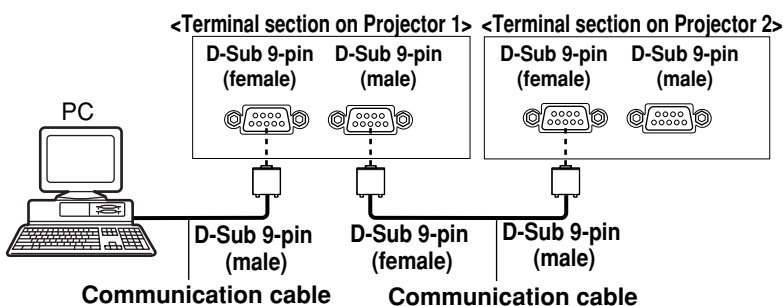 <Terminal section on Projector 1> <Terminal section on Projector 2>
D-Sub 9-pin (female) D-Sub 9-pin (male) D-Sub 9-pin (female) D-Sub 9-pin (male)
PC
D-Sub 9-pin (male) D-Sub 9-pin (female) D-Sub 9-pin (male)
Communication cable Communication cable